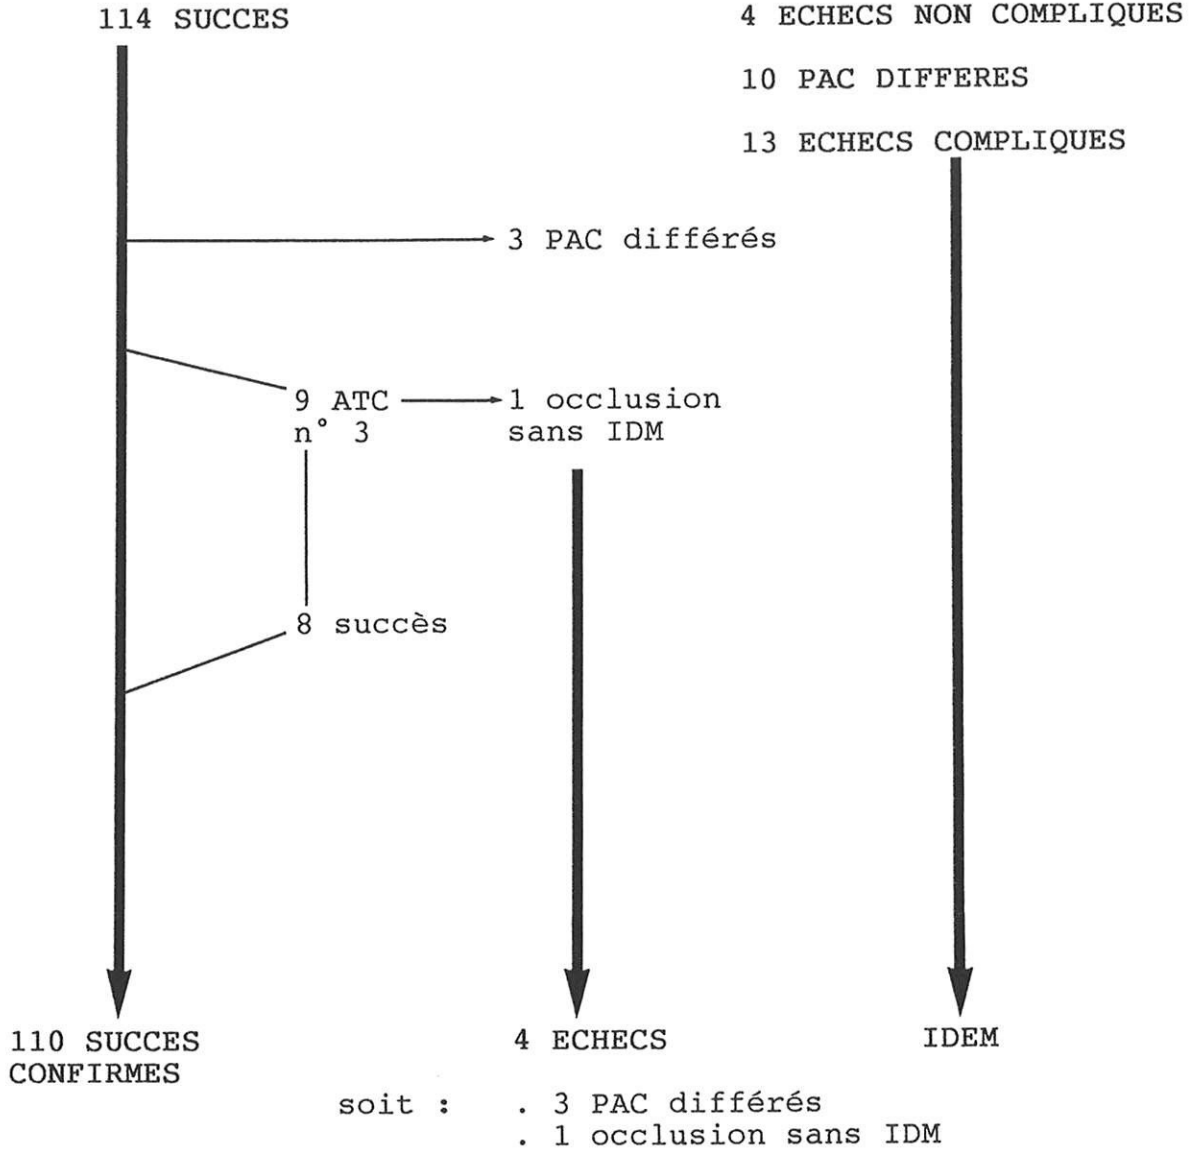 114 SUCCES
4 ECHECS NON COMPLIQUES
10 PAC DIFFERES
13 ECHECS COMPLIQUES
3 PAC différés
9 ATC
n° 3
1 occlusion
sans IDM
8 succès
110 SUCCES
CONFIRMES
4 ECHECS
IDEM
soit : . 3 PAC différés
. 1 occlusion sans IDM